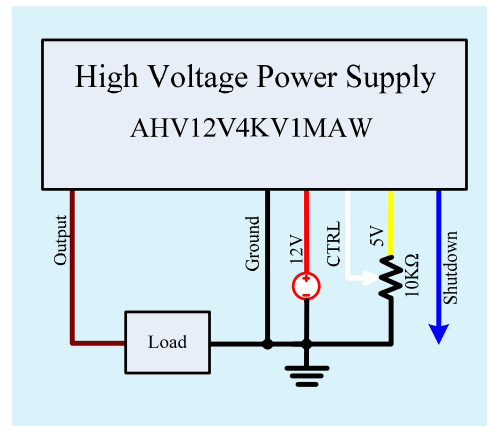 High Voltage Power Supply
AHV12V4KV1MAW
Output
Ground
12V
CTRL
5V
10KΩ
Shutdown
Load